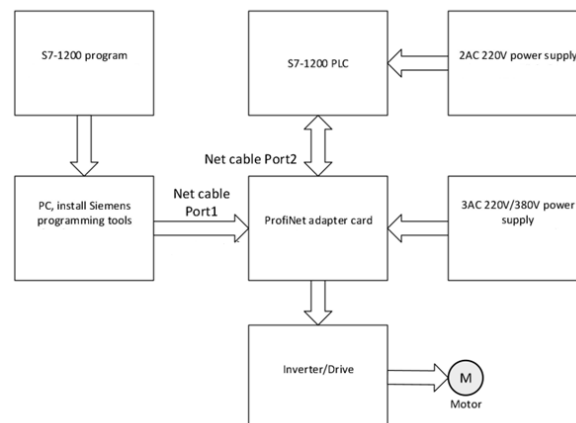 S7-1200 program
S7-1200 PLC
2AC 220V power supply
Net cable Port2
PC, install Siemens
programming tools
Net cable
Port1
ProfiNet adapter card
3AC 220V/380V power
supply
Inverter/Drive
M
Motor